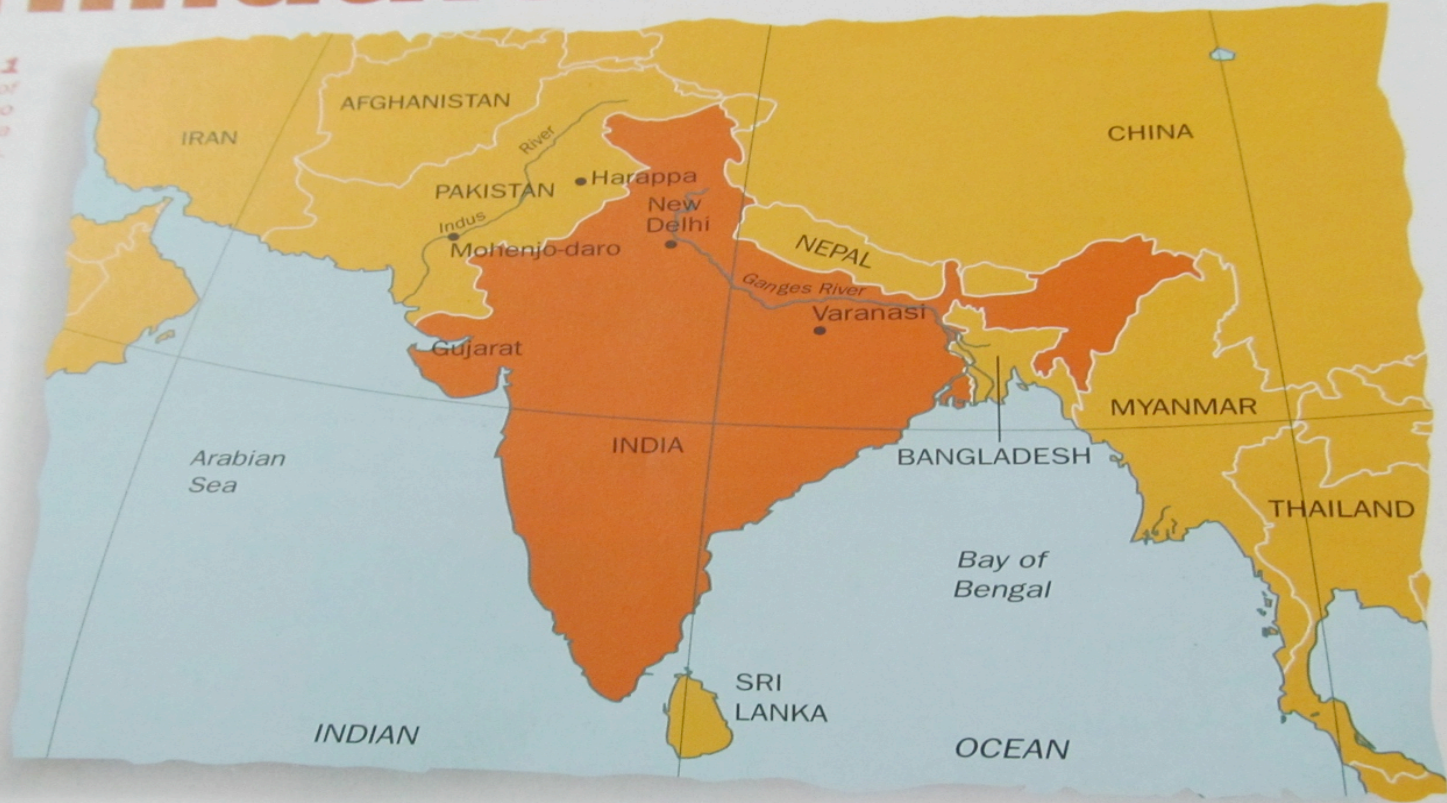 AFGHANISTAN
IRAN
CHINA
River
PAKISTAN
Harappa
New
Delhi
Indus
Mohenjo-daro
NEPAL
Ganges River
Varanasi
Gujarat
INDIA
MYANMAR
BANGLADESH
Arabian
Sea
THAILAND
Bay of
Bengal
SRI
LANKA
INDIAN
OCEAN